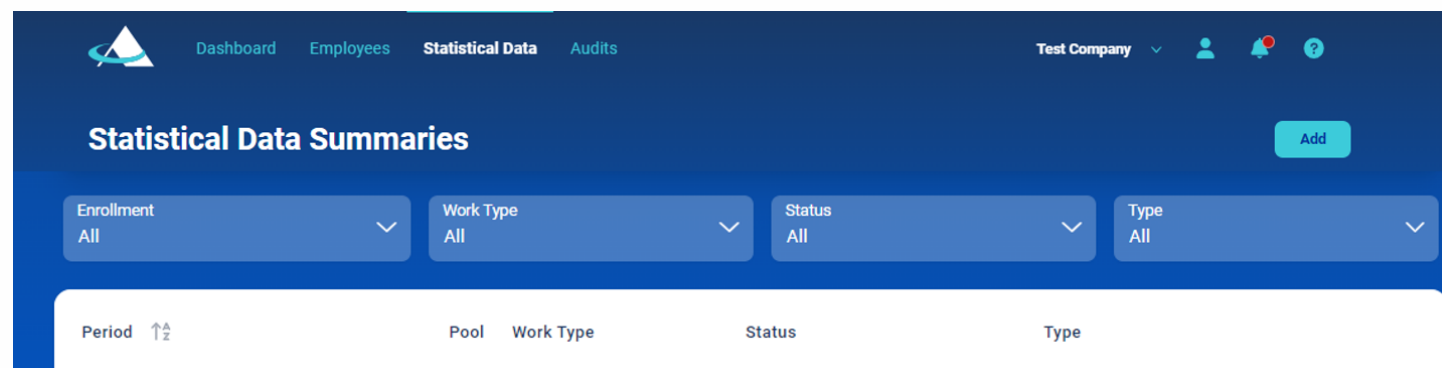 Dashboard Employees Statistical Data Audits Test Company ?
Statistical Data Summaries Add
Enrollment Work Type Status Type
All All All All
Period AZ Pool Work Type Status Type